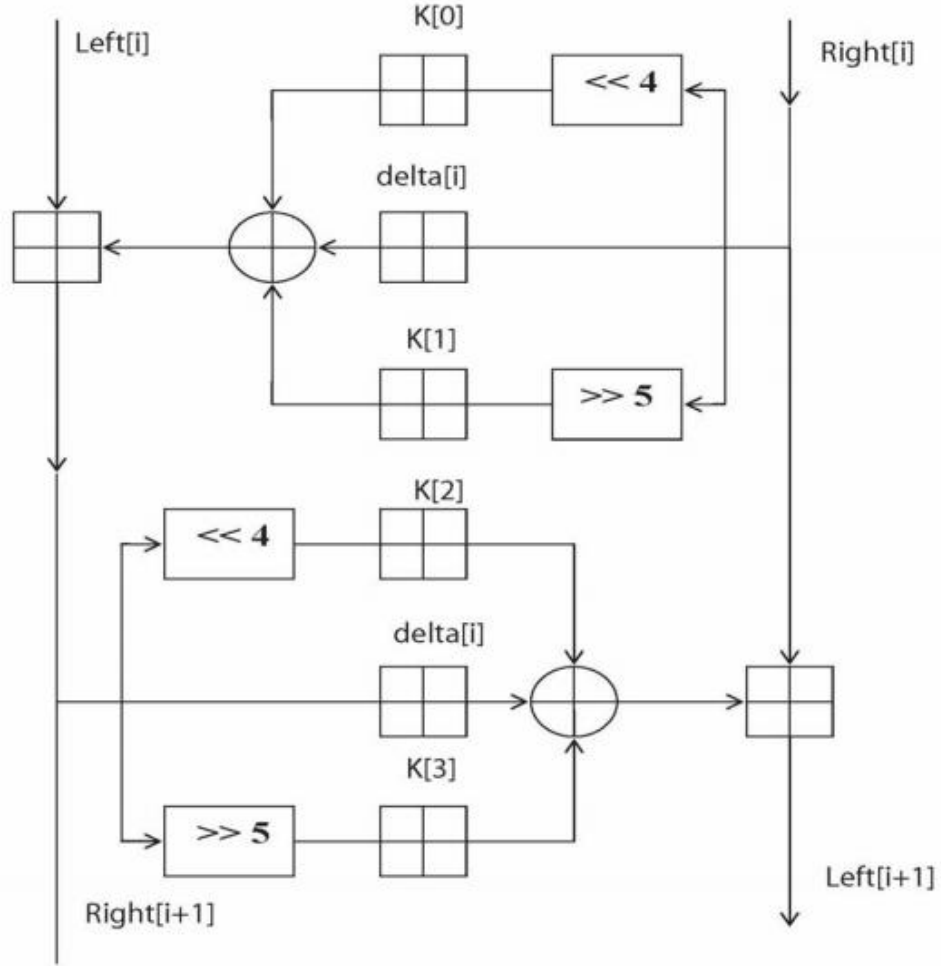 K[0]
Left[i]
Right[i]
<< 4
delta[i]
K[1]
>> 5
K[2]
<< 4
delta[i]
K[3]
>> 5
Left[i+1]
Right[i+1]